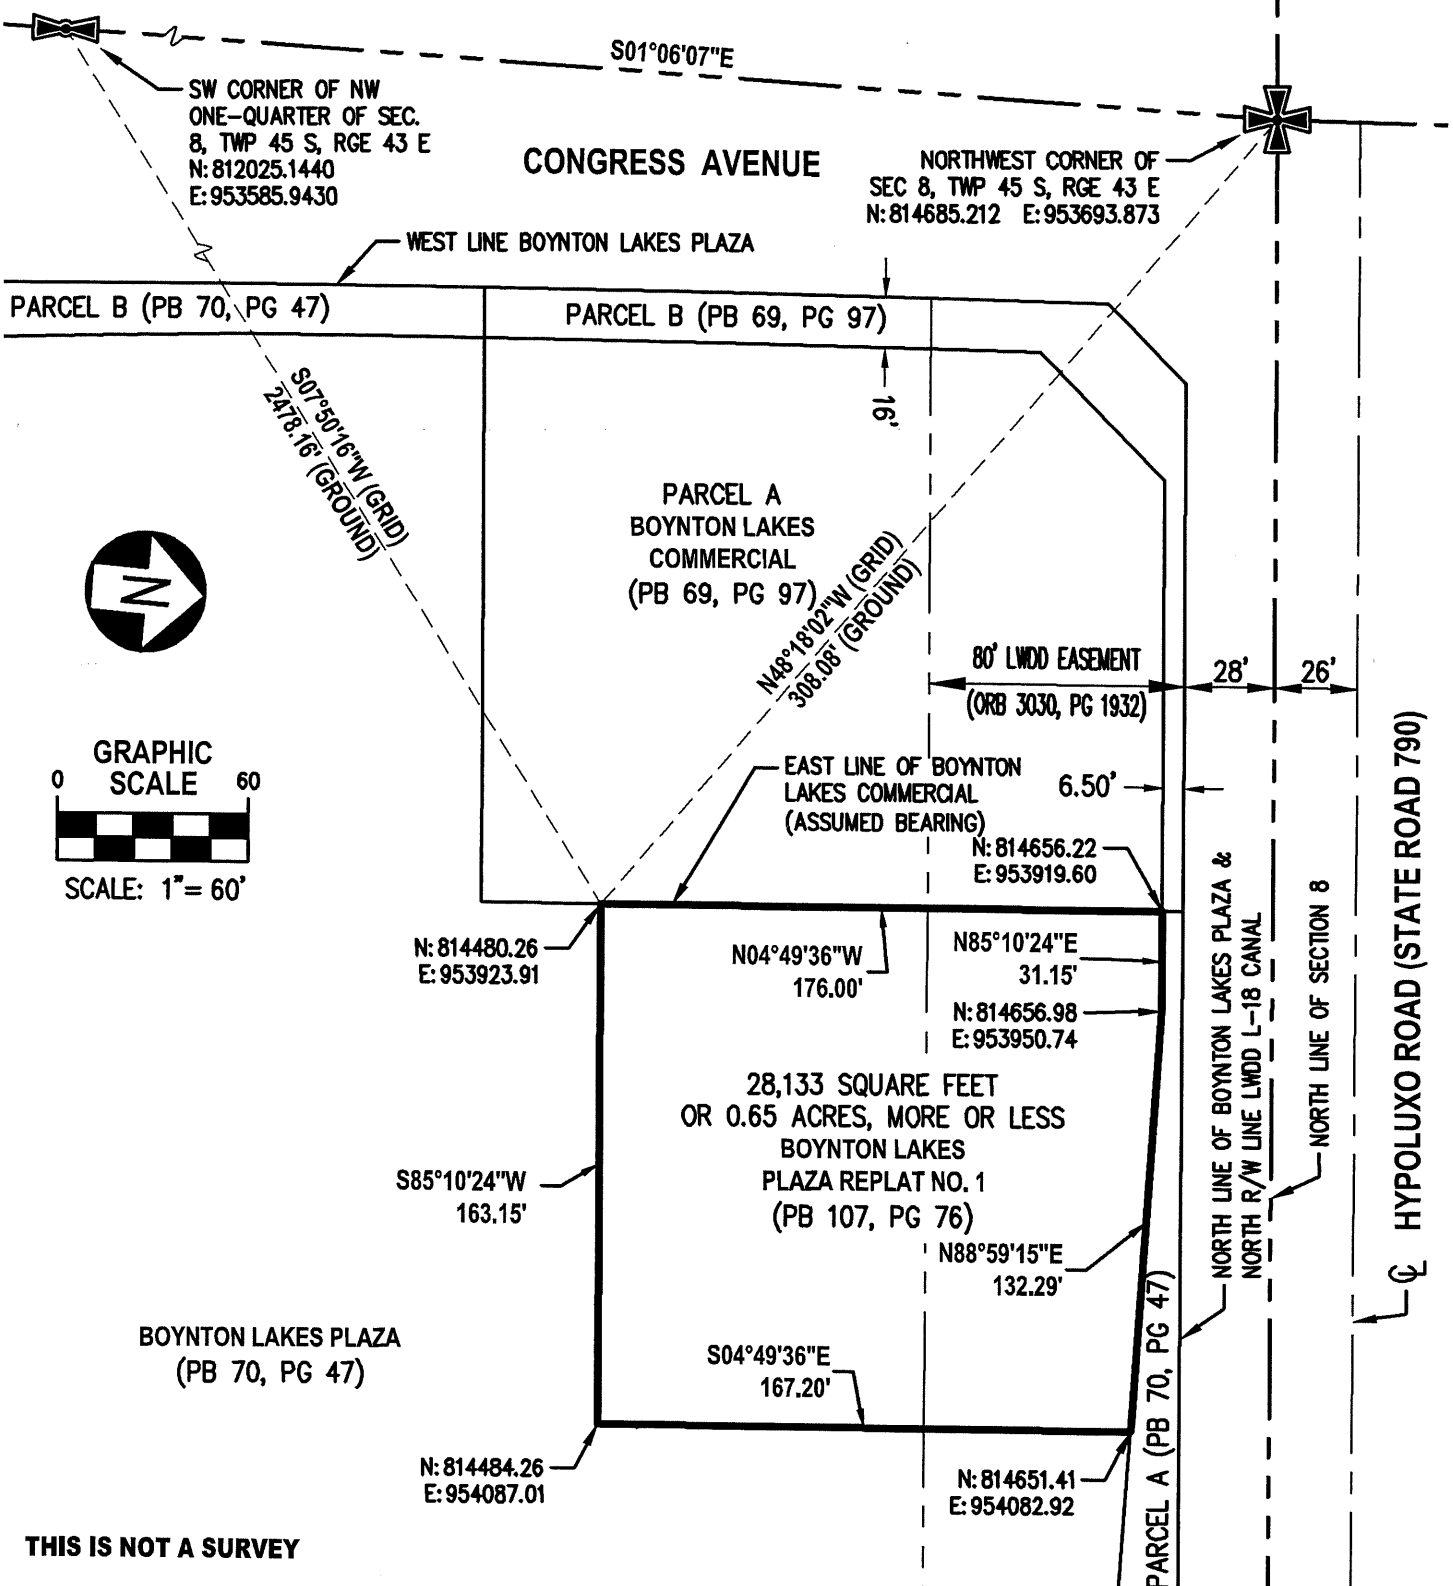 S01°06'07"E
SW CORNER OF NW
ONE-QUARTER OF SEC.
8, TWP 45 S, RGE 43 E
N: 812025.1440
E: 953585.9430
CONGRESS AVENUE
NORTHWEST CORNER OF
SEC 8, TWP 45 S, RGE 43 E
N: 814685.212 E: 953693.873
WEST LINE BOYNTON LAKES PLAZA
PARCEL B (PB 70, PG 47)
PARCEL B (PB 69, PG 97)
16'
S07°50'16"W (GRID)
2478.16' (GROUND)
PARCEL A
BOYNTON LAKES
COMMERCIAL
(PB 69, PG 97)
N48°18'02"W (GRID)
308.08' (GROUND)
N
80' LWDD EASEMENT
(ORB 3030, PG 1932)
28'
26'
GRAPHIC
SCALE
0 60
SCALE: 1"= 60'
EAST LINE OF BOYNTON
LAKES COMMERCIAL
(ASSUMED BEARING)
6.50'
N: 814656.22
E: 953919.60
N: 814480.26
E: 953923.91
N04°49'36"W
176.00'
N85°10'24"E
31.15'
N: 814656.98
E: 953950.74
28,133 SQUARE FEET
OR 0.65 ACRES, MORE OR LESS
BOYNTON LAKES
PLAZA REPLAT NO. 1
(PB 107, PG 76)
S85°10'24"W
163.15'
N88°59'15"E
132.29'
S04°49'36"E
167.20'
BOYNTON LAKES PLAZA
(PB 70, PG 47)
N: 814484.26
E: 954087.01
N: 814651.41
E: 954082.92
PARCEL A (PB 70, PG 47)
NORTH LINE OF BOYNTON LAKES PLAZA &
NORTH R/W LINE LWDD L-18 CANAL
NORTH LINE OF SECTION 8
CL HYPOLUXO ROAD (STATE ROAD 790)
THIS IS NOT A SURVEY